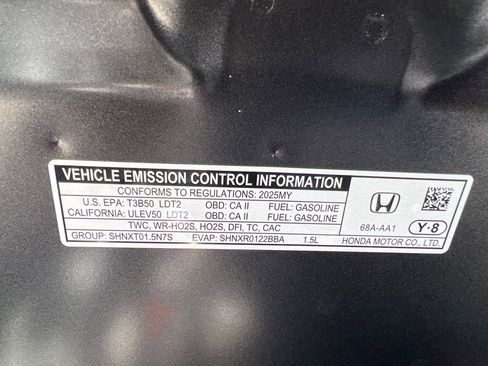 VEHICLE EMISSION CONTROL INFORMATION
CONFORMS TO REGULATIONS: 2025MY
U.S. EPA: T3B50 LDT2 OBD: CA II FUEL: GASOLINE
CALIFORNIA: ULEV50 LDT2 OBD: CA II FUEL: GASOLINE
TWC, WR-HO2S, HO2S, DFI, TC, CAC
GROUP: SHNXT01.5N7S EVAP: SHNXR0122BBA 1.5L
68A-AA1 Y-8
HONDA MOTOR CO., LTD.